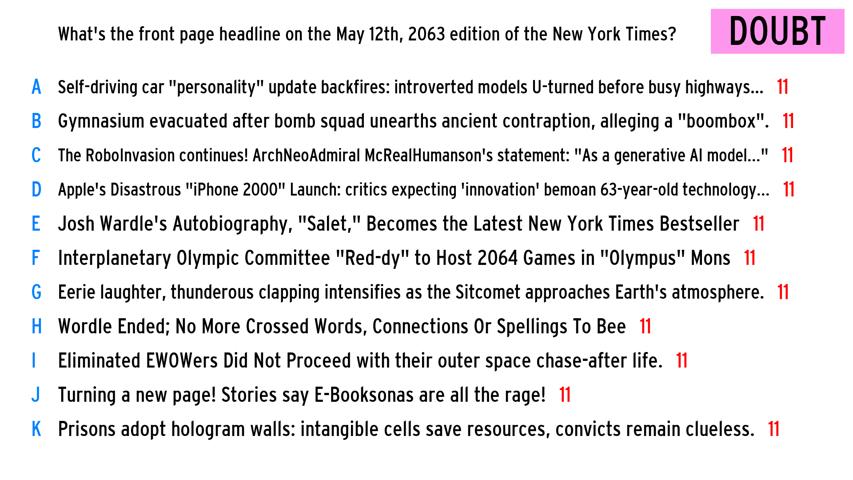 What's the front page headline on the May 12th, 2063 edition of the New York Times?
DOUBT
A Self-driving car "personality" update backfires: introverted models U-turned before busy highways... 11
B Gymnasium evacuated after bomb squad unearths ancient contraption, alleging a "boombox". 11
C The RoboInvasion continues! ArchNeoAdmiral McRealHumanson's statement: "As a generative AI model..." 11
D Apple's Disastrous "iPhone 2000" Launch: critics expecting 'innovation' bemoan 63-year-old technology... 11
E Josh Wardle's Autobiography, "Salet," Becomes the Latest New York Times Bestseller 11
F Interplanetary Olympic Committee "Red-dy" to Host 2064 Games in "Olympus" Mons 11
G Eerie laughter, thunderous clapping intensifies as the Sitcomet approaches Earth's atmosphere. 11
H Wordle Ended; No More Crossed Words, Connections Or Spellings To Bee 11
I Eliminated EWOWers Did Not Proceed with their outer space chase-after life. 11
J Turning a new page! Stories say E-Booksonas are all the rage! 11
K Prisons adopt hologram walls: intangible cells save resources, convicts remain clueless. 11